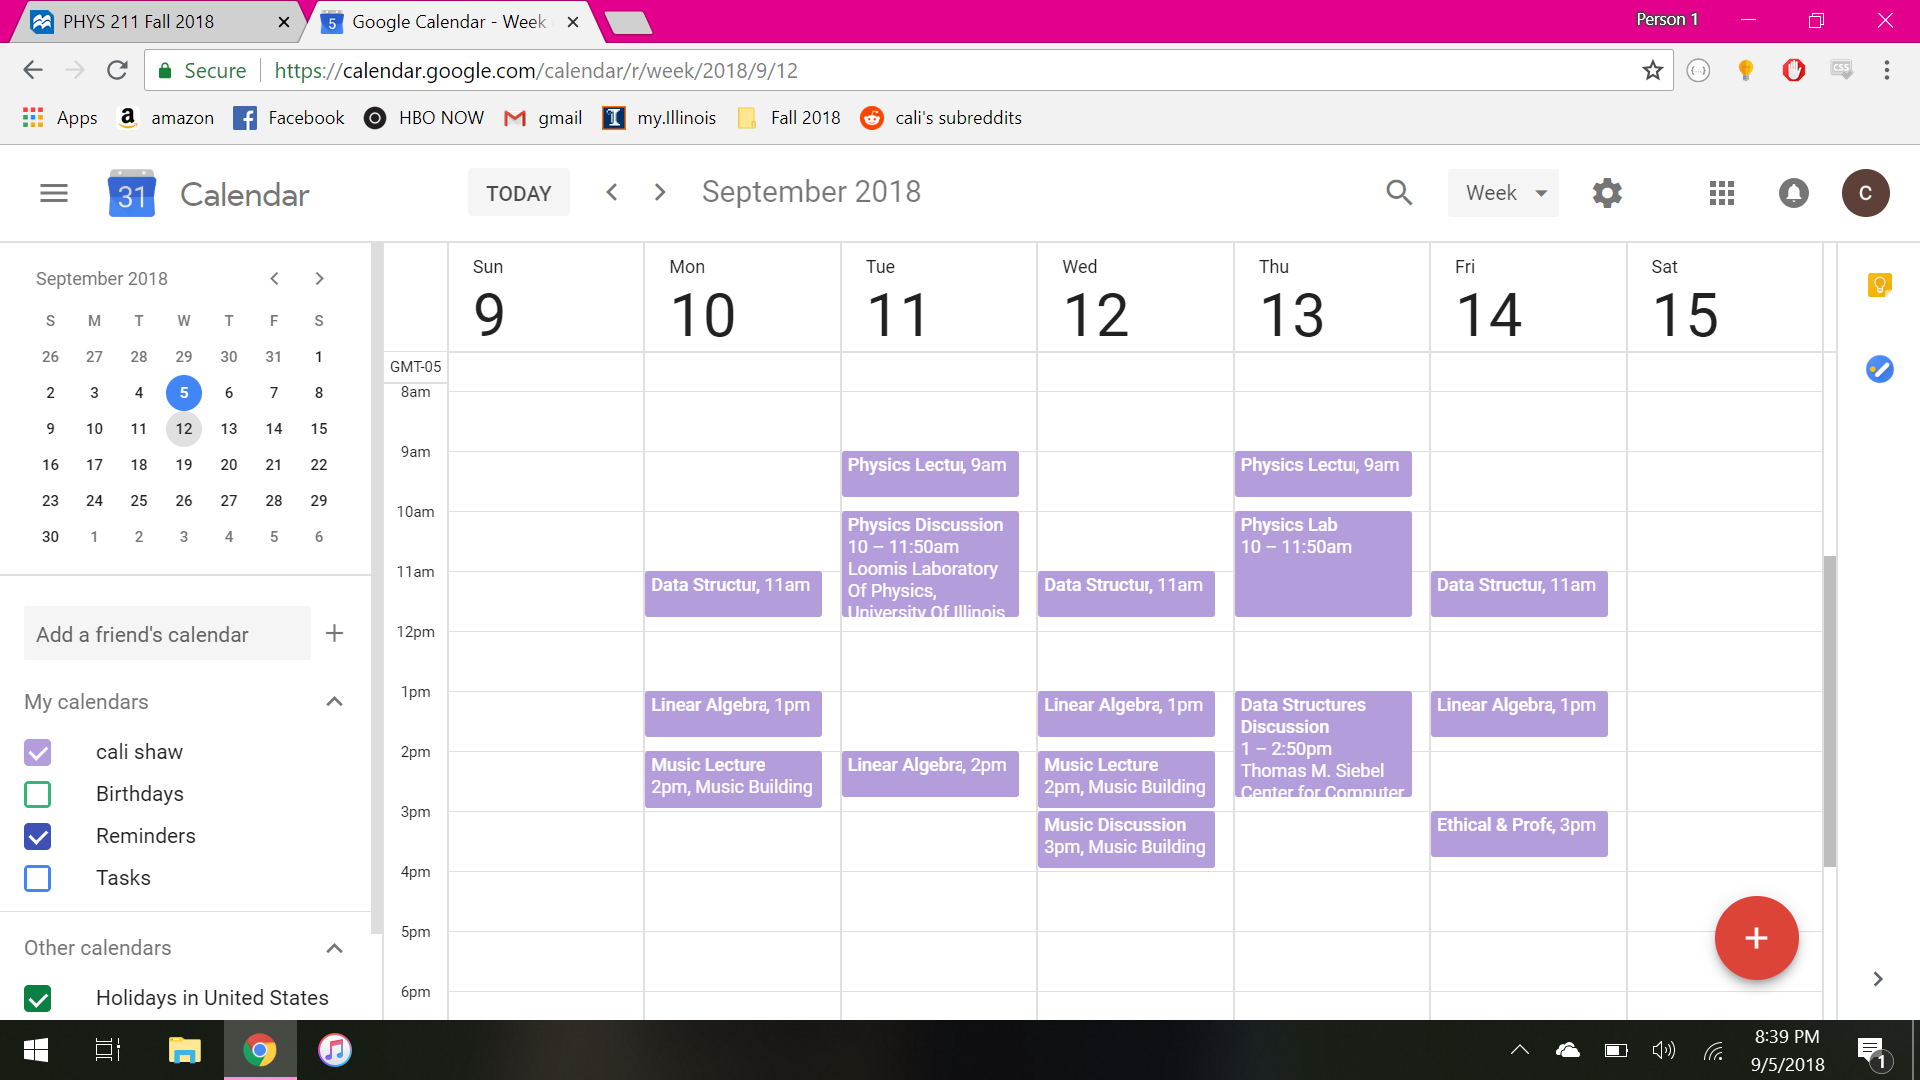 PHYS 211 Fall 2018
5 Google Calendar - Week
Person 1
Secure
https://calendar.google.com/calendar/r/week/2018/9/12
{...}
CSS
Apps
a amazon
Facebook
HBO NOW
gmail
I my.Illinois
Fall 2018
cali's subreddits
31 Calendar
TODAY
September 2018
Week
C
September 2018
S M T W T F S
26 27 28 29 30 31 1
2 3 4 5 6 7 8
9 10 11 12 13 14 15
16 17 18 19 20 21 22
23 24 25 26 27 28 29
30 1 2 3 4 5 6
Add a friend's calendar +
My calendars
cali shaw
Birthdays
Reminders
Tasks
Other calendars
Holidays in United States
Sun Mon Tue Wed Thu Fri Sat
9 10 11 12 13 14 15
GMT-05
8am
9am
Physics Lectur, 9am
Physics Lectur, 9am
10am
Physics Discussion
10 – 11:50am
Loomis Laboratory
Of Physics,
University Of Illinois
Physics Lab
10 – 11:50am
11am
Data Structur, 11am
Data Structur, 11am
Data Structur, 11am
12pm
1pm
Linear Algebra, 1pm
Linear Algebra, 1pm
Data Structures
Discussion
1 – 2:50pm
Thomas M. Siebel
Center for Computer
Linear Algebra, 1pm
2pm
Music Lecture
2pm, Music Building
Linear Algebra, 2pm
Music Lecture
2pm, Music Building
3pm
Music Discussion
3pm, Music Building
Ethical & Profe, 3pm
4pm
5pm
6pm
+
8:39 PM
9/5/2018
1